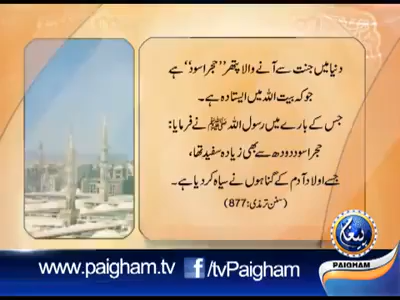 دنیا میں جنت سے آنے والا پتھر ”حجر اسود“ ہے
جو کہ بیت اللہ میں ایستادہ ہے۔
جس کے بارے میں رسول اللہ ﷺ نے فرمایا:
حجر اسود دودھ سے بھی زیادہ سفید تھا،
جسے اولاد آدم کے گناہوں نے سیاہ کر دیا ہے۔
(سنن ترمذی: 877)
پیغام
PAIGHAM
www.paigham.tv f/tvPaigham